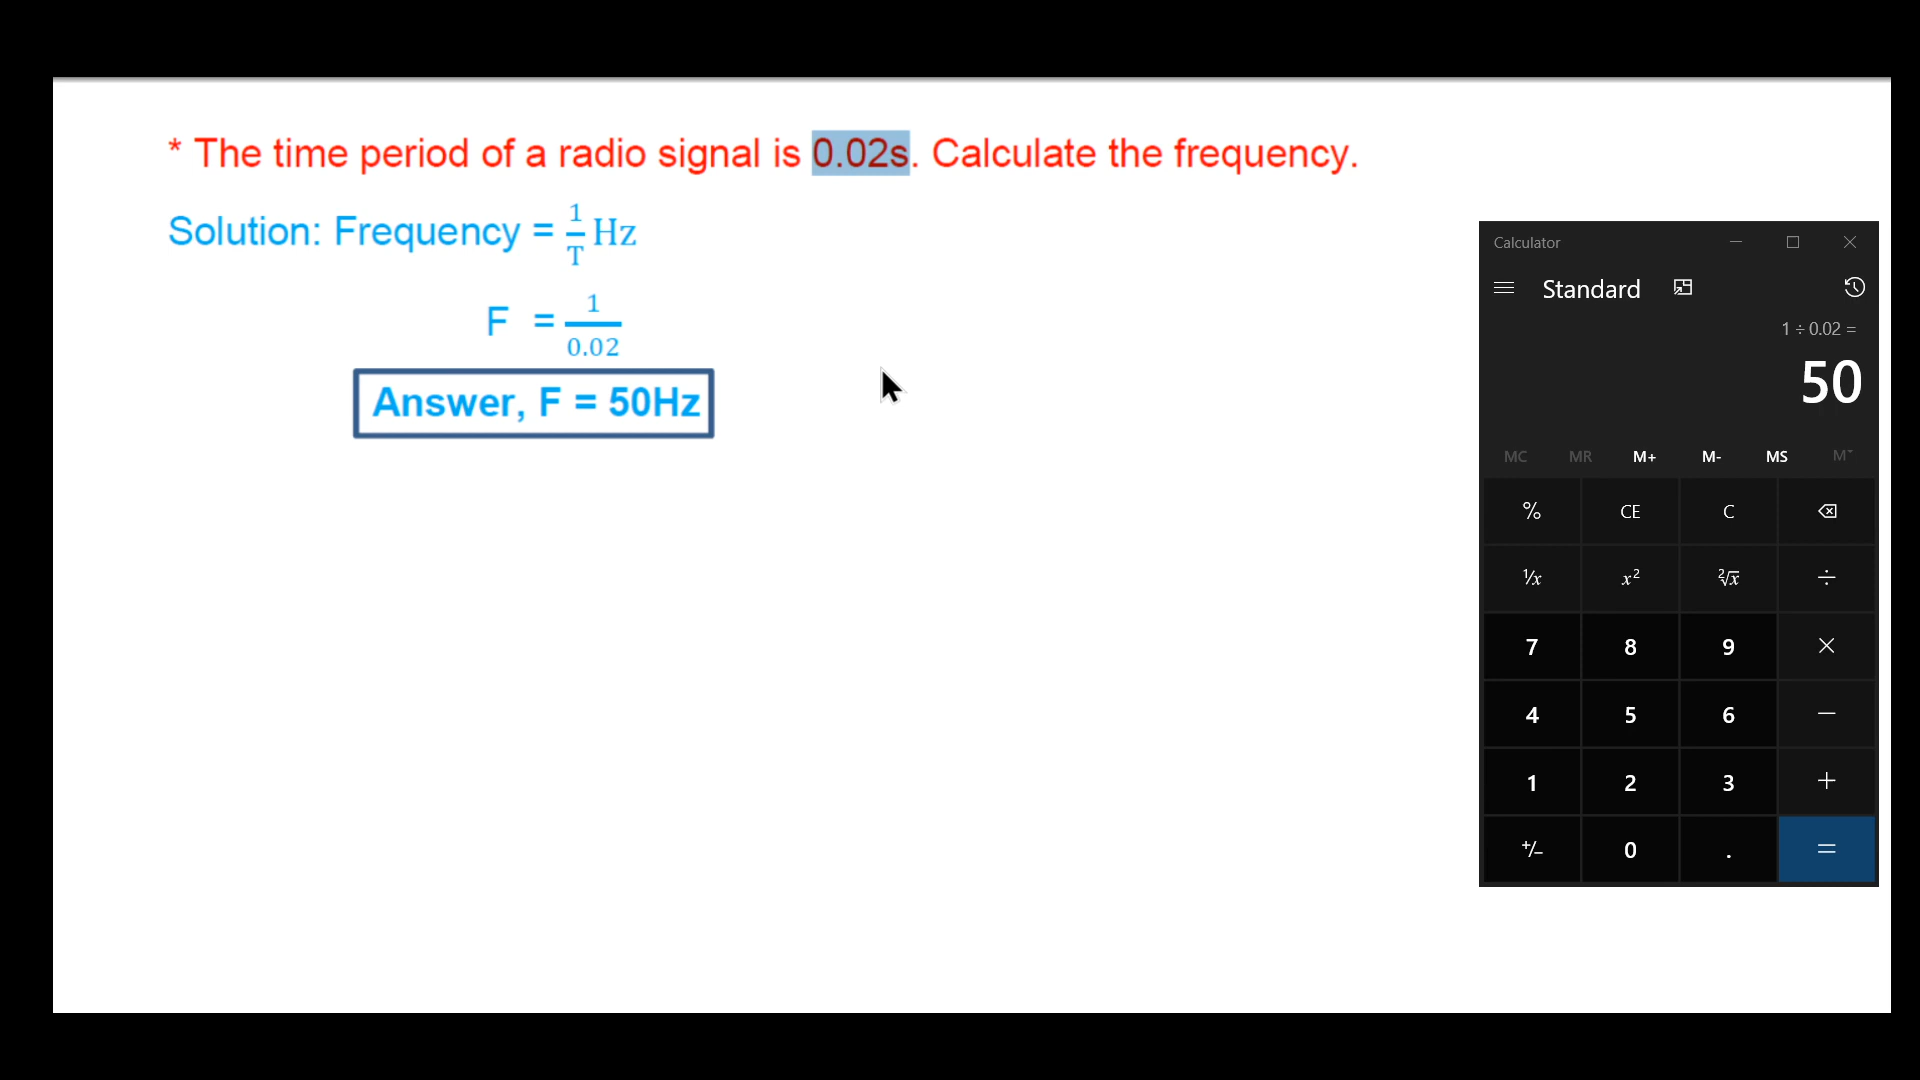 * The time period of a radio signal is 0.02s. Calculate the frequency.
Solution: Frequency = 1/T Hz
F = 1/0.02
Answer, F = 50Hz
Calculator
Standard
1 ÷ 0.02 =
50
MC MR M+ M- MS M˅
% CE C
¹/x x² ²√x ÷
7 8 9 ×
4 5 6 −
1 2 3 +
+/− 0 . =